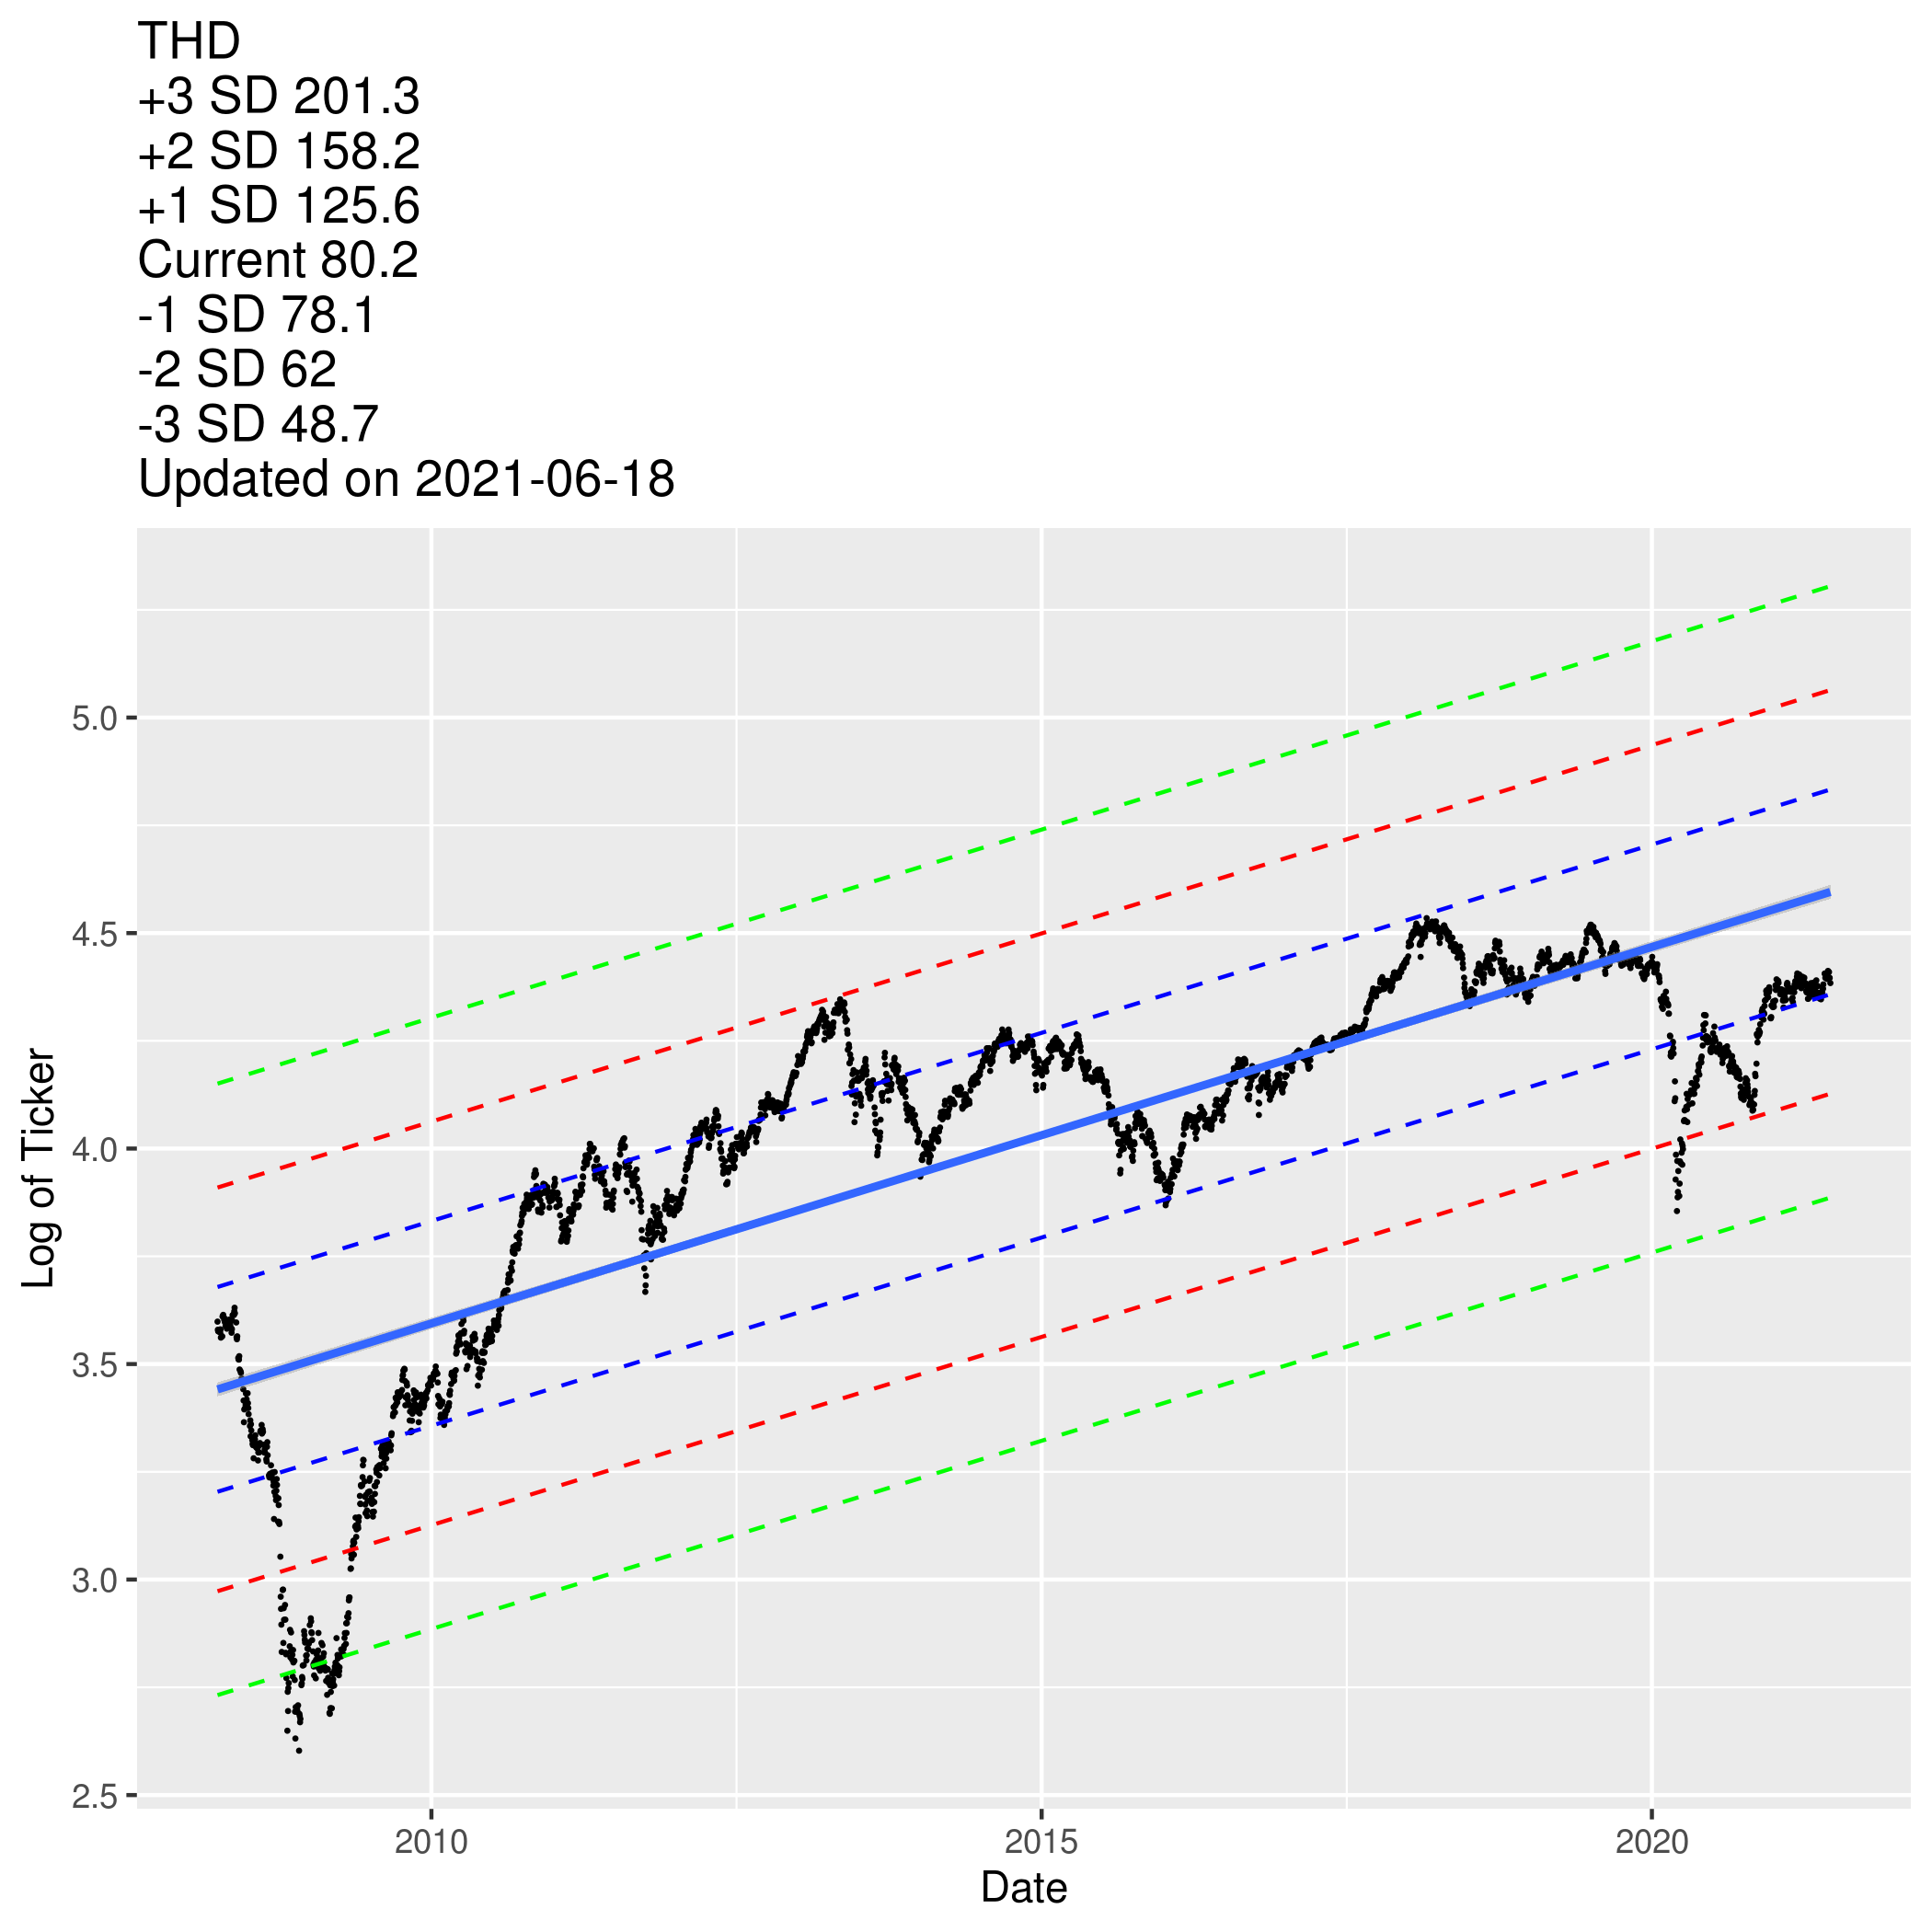 THD
+3 SD 201.3
+2 SD 158.2
+1 SD 125.6
Current 80.2
-1 SD 78.1
-2 SD 62
-3 SD 48.7
Updated on 2021-06-18
5.0
4.5
4.0
3.5
3.0
2.5
Log of Ticker
2010 2015 2020
Date